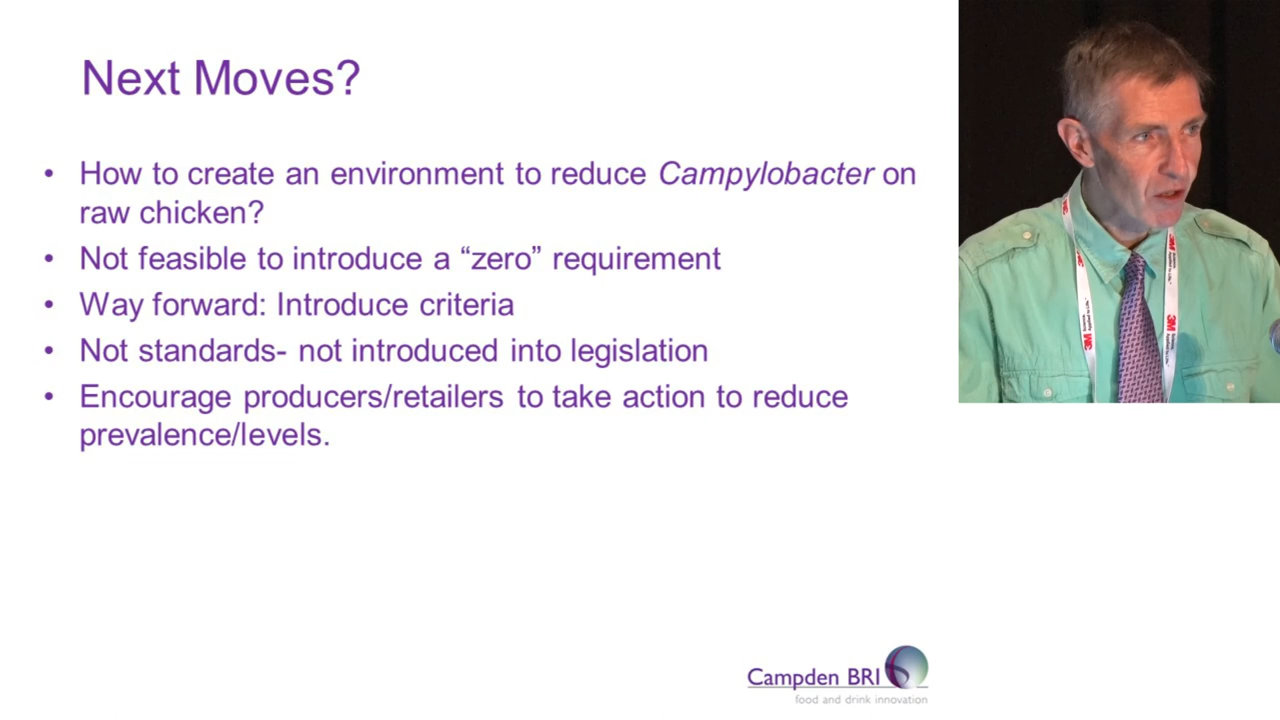 Next Moves?
• How to create an environment to reduce Campylobacter on
raw chicken?
• Not feasible to introduce a “zero” requirement
• Way forward: Introduce criteria
• Not standards- not introduced into legislation
• Encourage producers/retailers to take action to reduce
prevalence/levels.
Campden BRI
food and drink innovation
3M
3M